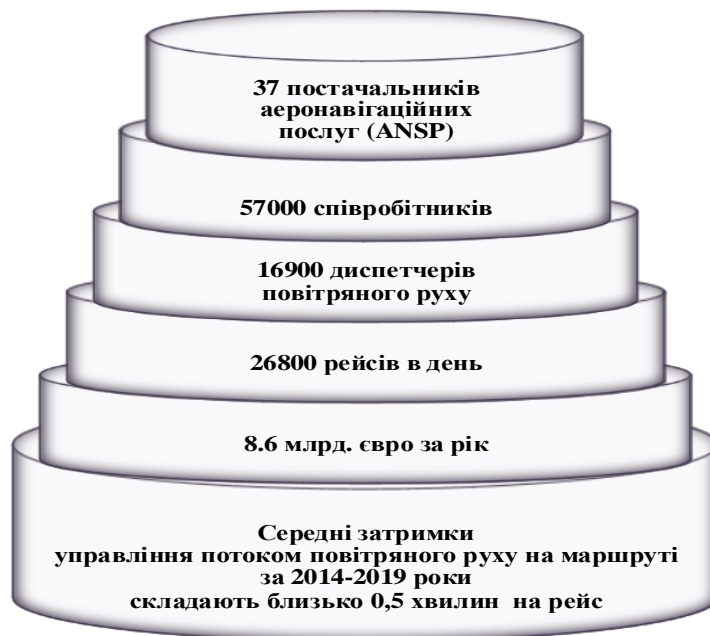 37 постачальників
аеронавігаційних
послуг (ANSP)
57000 співробітників
16900 диспетчерів
повітряного руху
26800 рейсів в день
8.6 млрд. євро за рік
Середні затримки
управління потоком повітряного руху на маршруті
за 2014-2019 роки
складають близько 0,5 хвилин на рейс